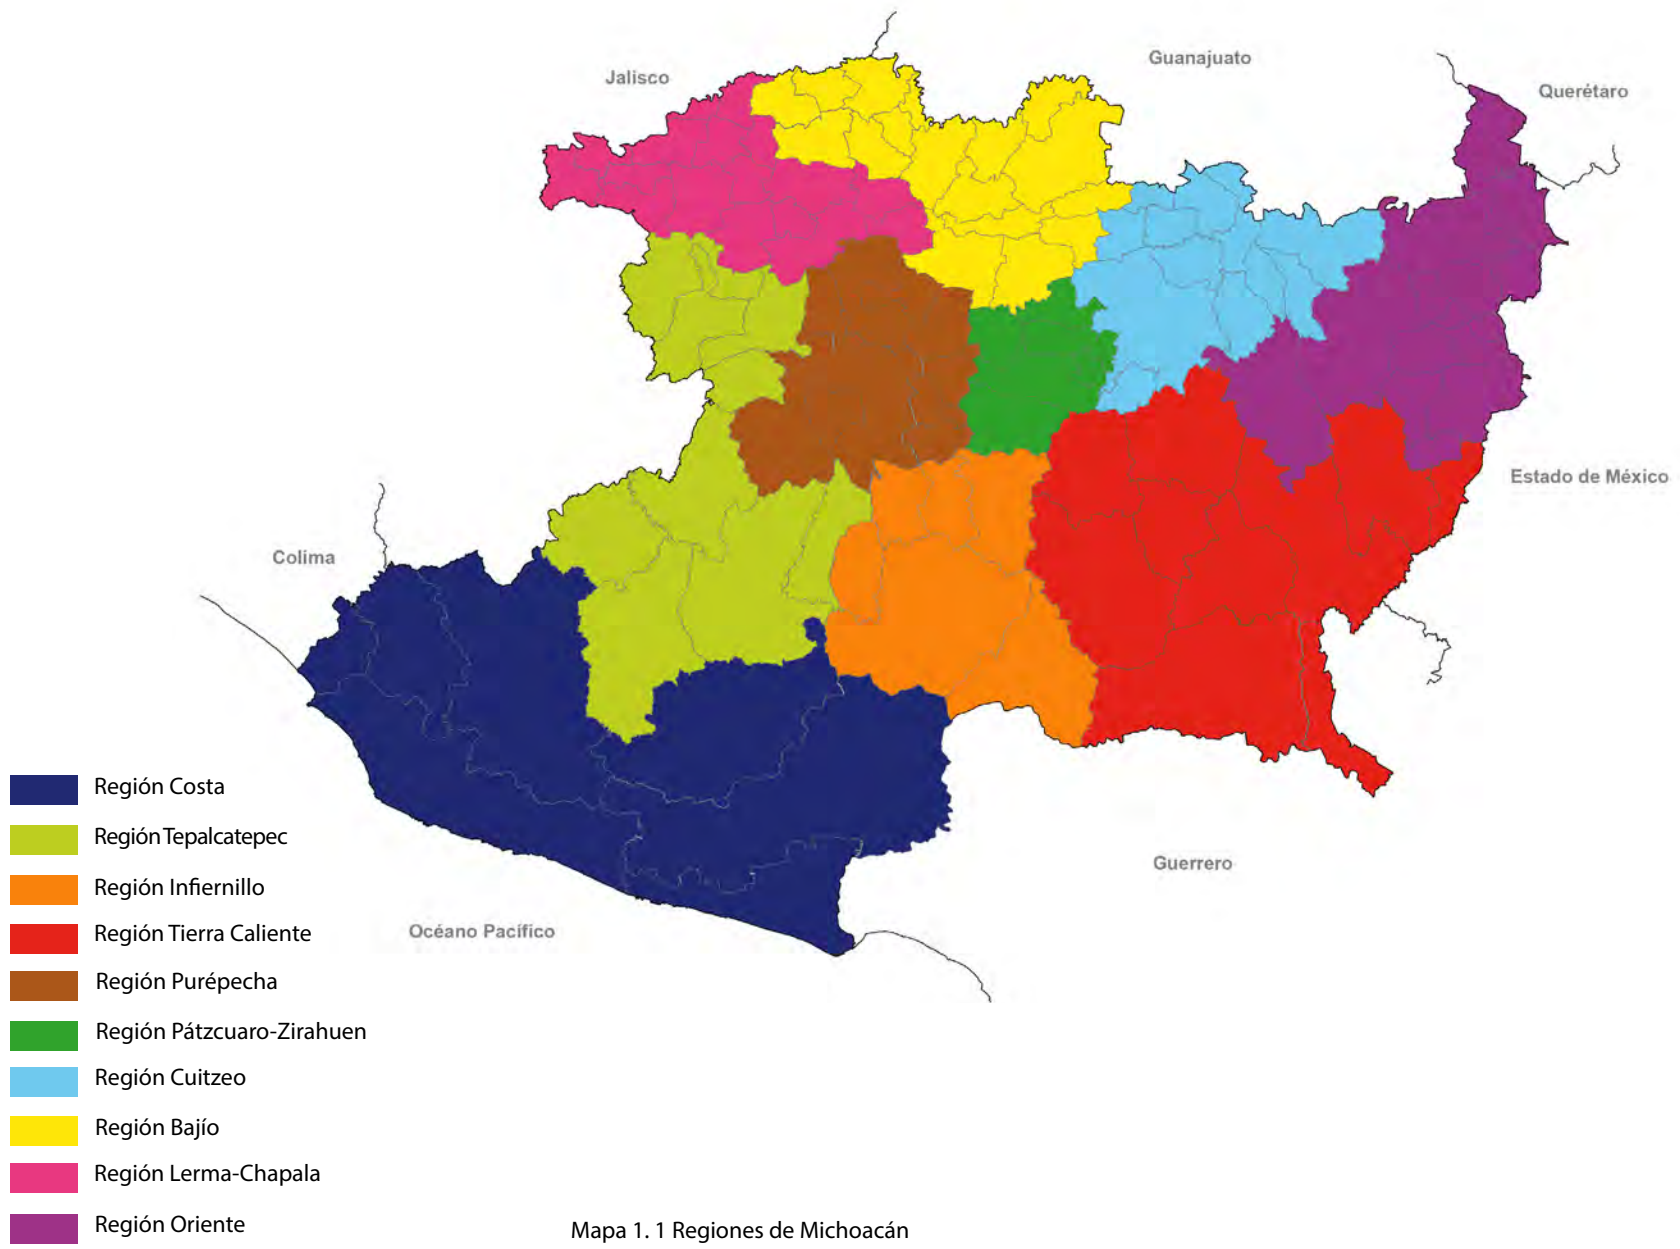 Guanajuato
Jalisco
Querétaro
Estado de México
Colima
Guerrero
Océano Pacífico
Región Costa
Región Tepalcatepec
Región Infiernillo
Región Tierra Caliente
Región Purépecha
Región Pátzcuaro-Zirahuen
Región Cuitzeo
Región Bajío
Región Lerma-Chapala
Región Oriente
Mapa 1. 1 Regiones de Michoacán